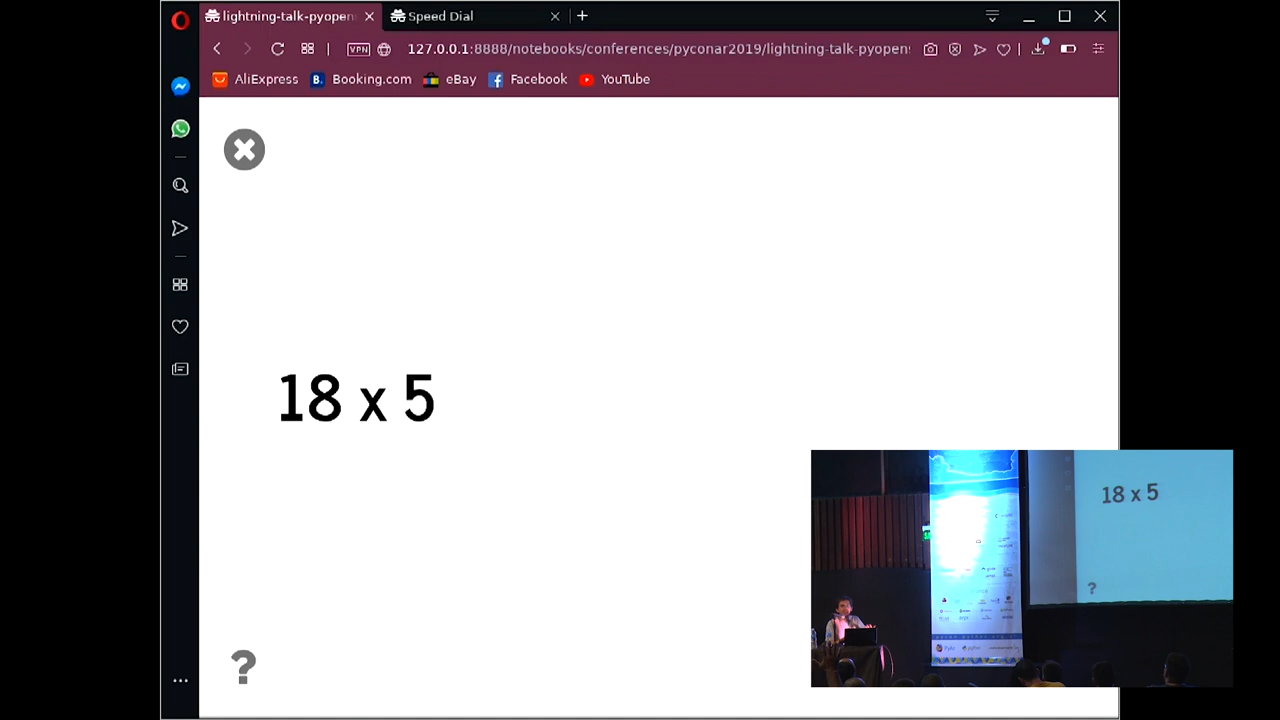 lightning-talk-pyopen
Speed Dial
VPN
127.0.0.1:8888/notebooks/conferences/pyconar2019/lightning-talk-pyopen
AliExpress
B. Booking.com
eBay
Facebook
YouTube
18 x 5
?
18 x 5
?